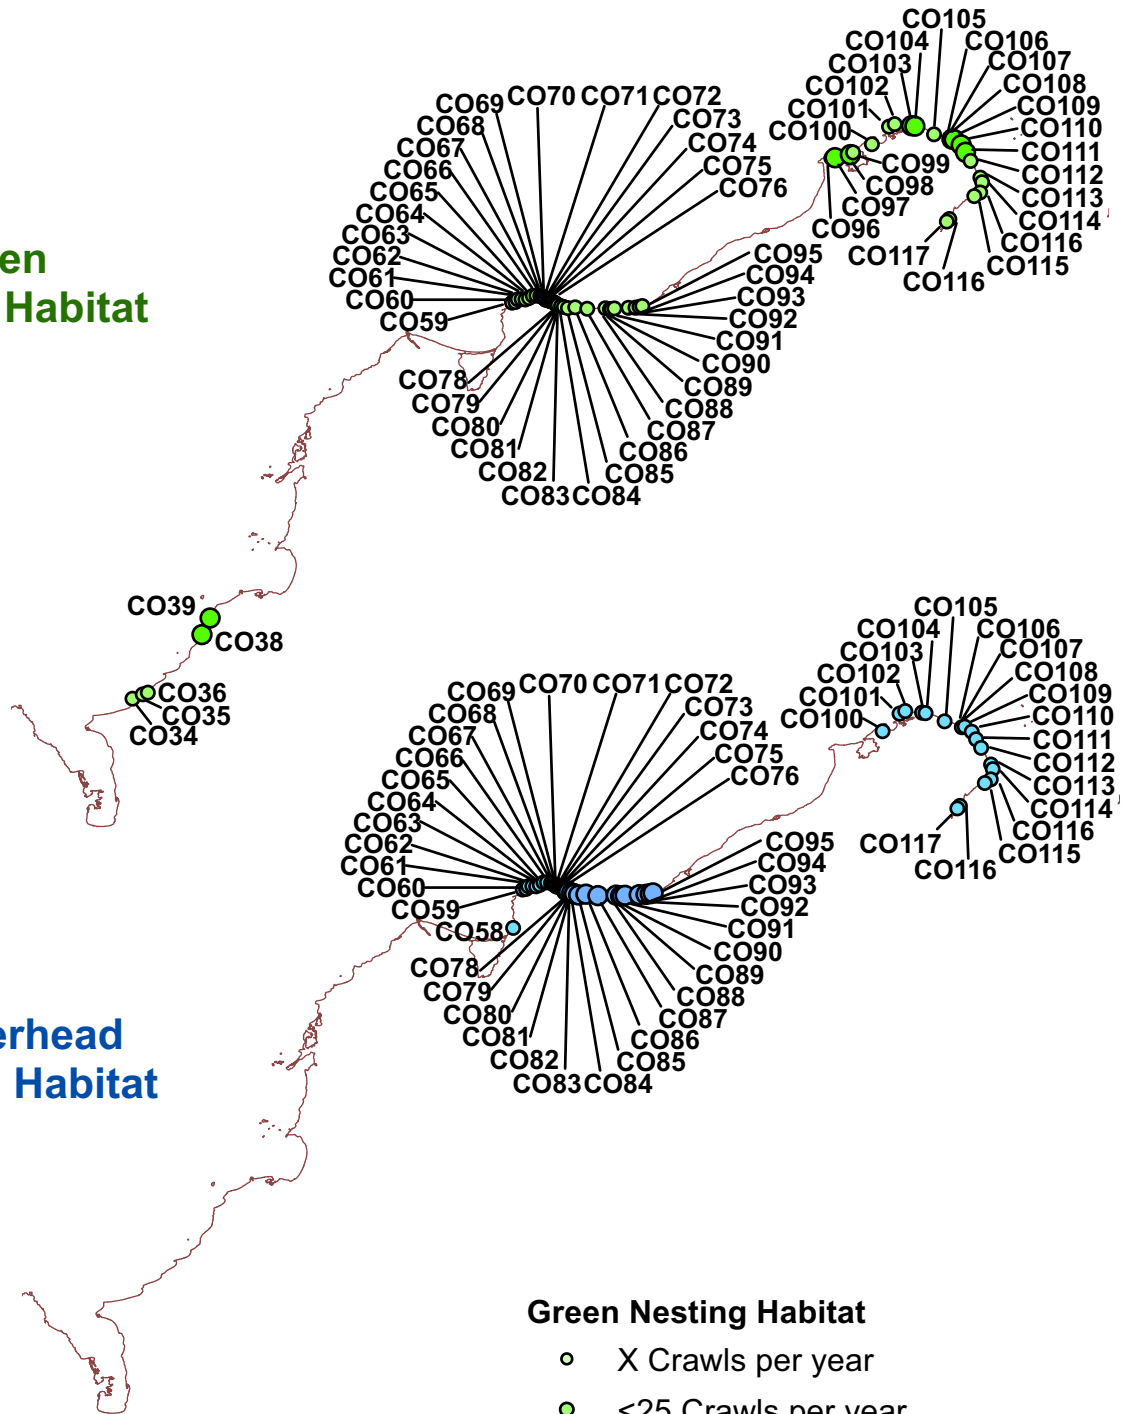 CO105
CO104
CO106
CO103
CO107
CO102
CO108
CO101
CO109
CO100
CO110
CO111
CO99
CO112
CO98
CO113
CO97
CO114
CO96
CO116
CO117
CO115
CO116
CO69
CO70
CO71
CO72
CO68
CO73
CO67
CO74
CO66
CO75
CO65
CO76
CO64
CO63
CO62
CO61
CO60
CO59
CO95
CO94
CO93
CO92
CO91
CO90
CO89
CO88
CO87
CO86
CO85
CO84
CO83
CO82
CO81
CO80
CO79
CO78
en
Habitat
CO39
CO38
CO36
CO35
CO34
CO105
CO104
CO106
CO103
CO107
CO102
CO108
CO101
CO109
CO100
CO110
CO111
CO112
CO113
CO114
CO116
CO117
CO115
CO116
CO69
CO70
CO71
CO72
CO68
CO73
CO67
CO74
CO66
CO75
CO65
CO76
CO64
CO63
CO62
CO61
CO60
CO59
CO58
CO95
CO94
CO93
CO92
CO91
CO90
CO89
CO88
CO87
CO86
CO85
CO84
CO83
CO82
CO81
CO80
CO79
CO78
erhead
Habitat
Green Nesting Habitat
X Crawls per year
<25 Crawls per year